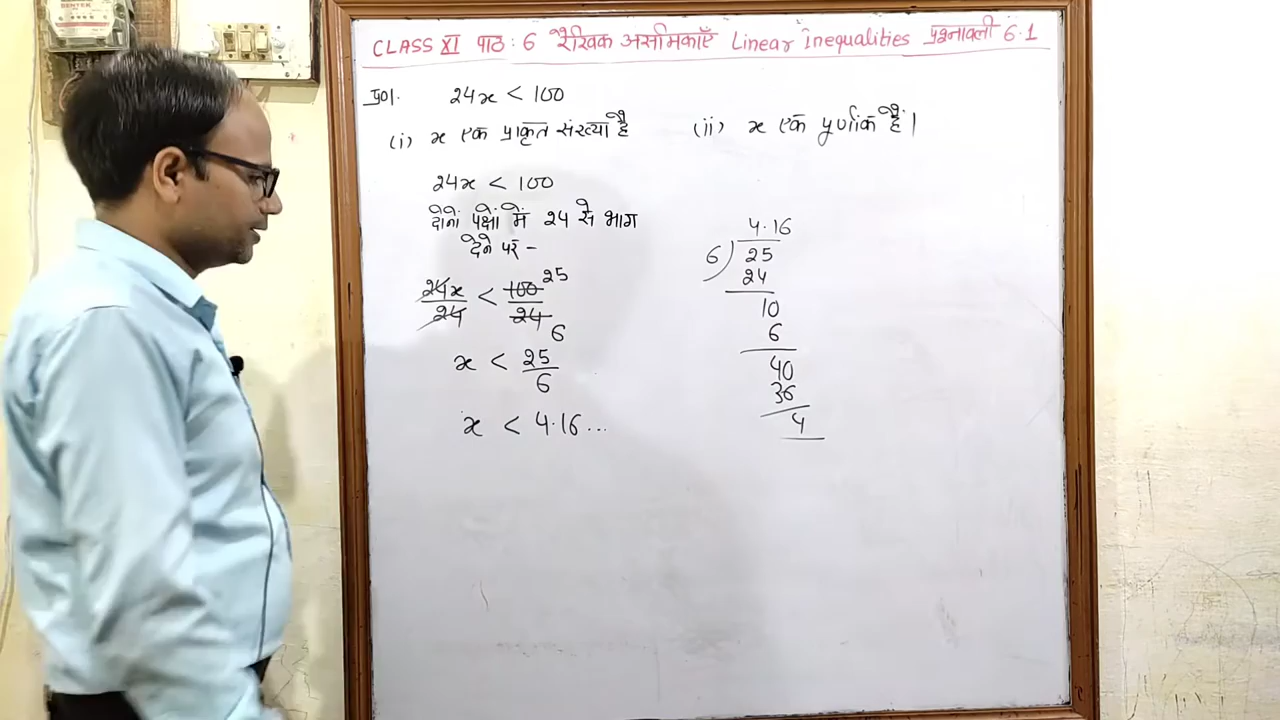 CLASS XI पाठ: 6 रैखिक असमिकाएँ Linear Inequalities प्रश्नावली 6.1
प्र01. 24x < 100
(i) x एक प्राकृत संख्या है (ii) x एक पूर्णांक है।
24x < 100
दोनों पक्षों में 24 से भाग
देने पर -
24x/24 < 100/24 25 6
x < 25/6
x < 4.16...
4.16
6 ) 25
24
10
6
40
36
4